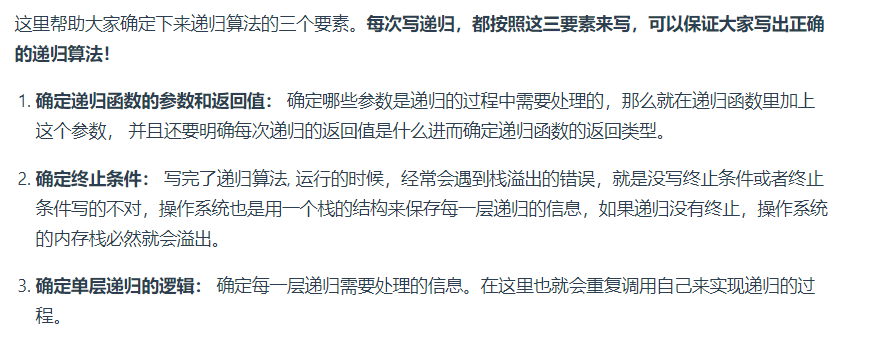 这里帮助大家确定下来递归算法的三个要素。每次写递归，都按照这三要素来写，可以保证大家写出正确
的递归算法！
1. 确定递归函数的参数和返回值： 确定哪些参数是递归的过程中需要处理的，那么就在递归函数里加上
这个参数， 并且还要明确每次递归的返回值是什么进而确定递归函数的返回类型。
2. 确定终止条件： 写完了递归算法, 运行的时候，经常会遇到栈溢出的错误，就是没写终止条件或者终止
条件写的不对，操作系统也是用一个栈的结构来保存每一层递归的信息，如果递归没有终止，操作系统
的内存栈必然就会溢出。
3. 确定单层递归的逻辑： 确定每一层递归需要处理的信息。在这里也就会重复调用自己来实现递归的过
程。